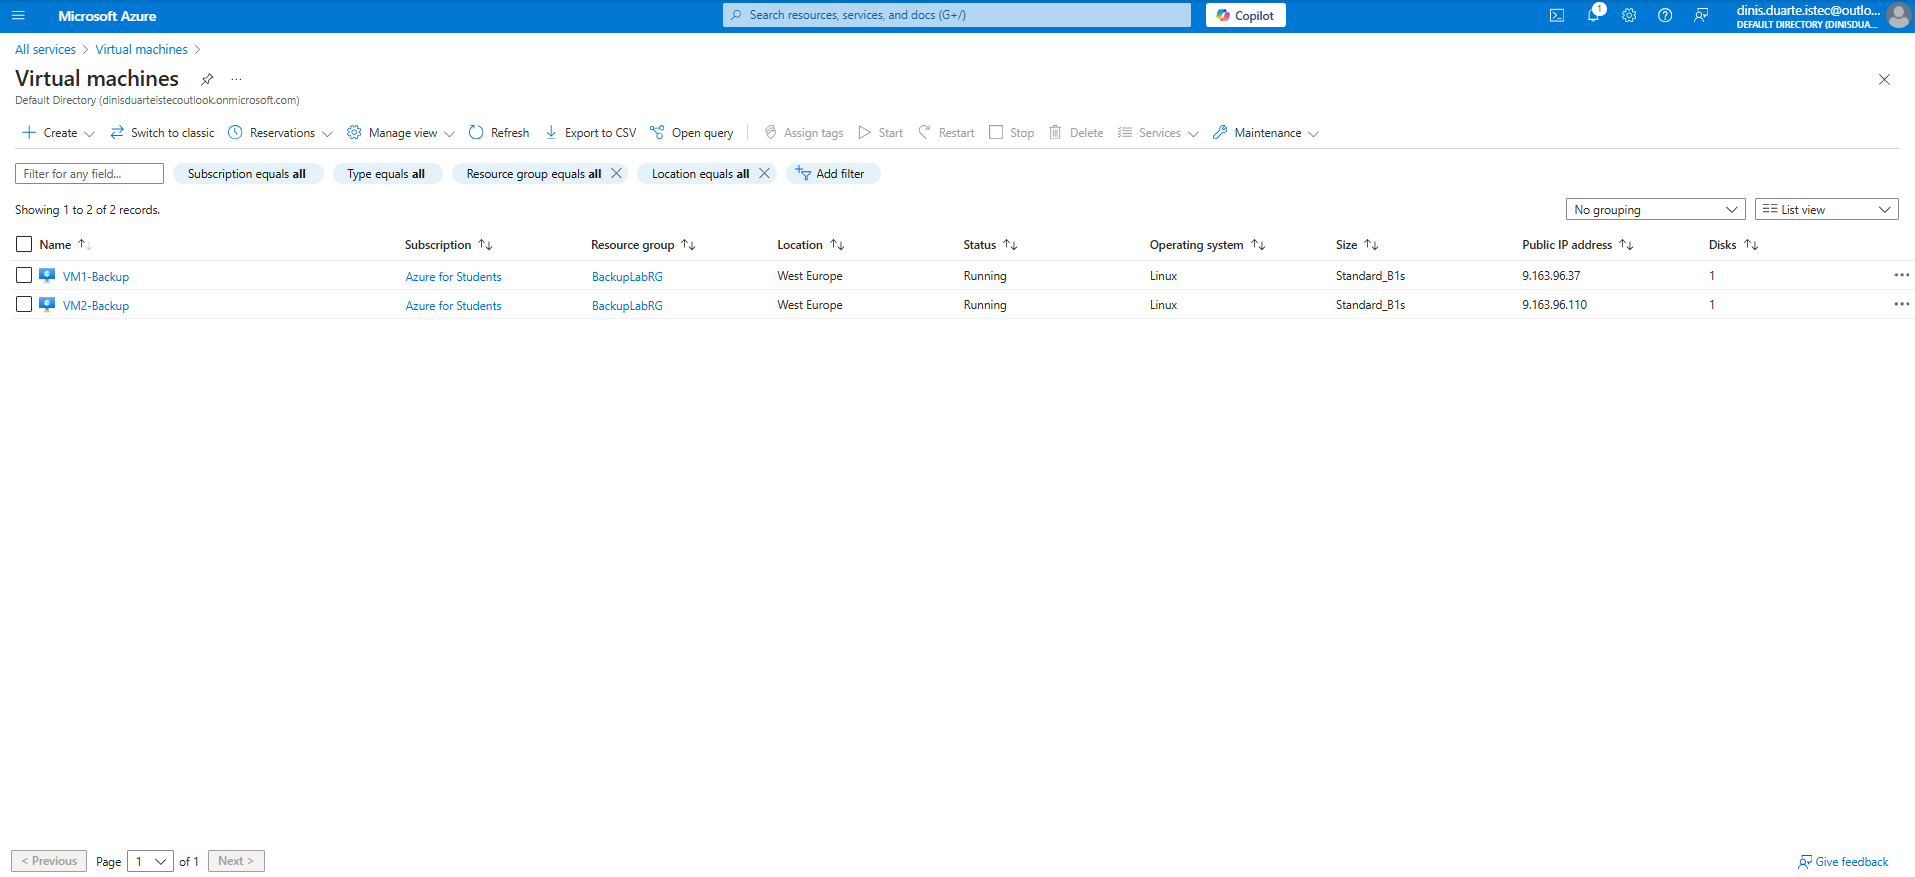 Microsoft Azure
Search resources, services, and docs (G+/)
Copilot
1
dinis.duarte.istec@outlo...
DEFAULT DIRECTORY (DINISDUA...
All services > Virtual machines >
Virtual machines
...
Default Directory (dinisduarteistecoutlook.onmicrosoft.com)
Create Switch to classic Reservations Manage view Refresh Export to CSV Open query Assign tags Start Restart Stop Delete Services Maintenance
Filter for any field... Subscription equals all Type equals all Resource group equals all Location equals all Add filter
Showing 1 to 2 of 2 records. No grouping List view
Name Subscription Resource group Location Status Operating system Size Public IP address Disks
VM1-Backup Azure for Students BackupLabRG West Europe Running Linux Standard_B1s 9.163.96.37 1 ...
VM2-Backup Azure for Students BackupLabRG West Europe Running Linux Standard_B1s 9.163.96.110 1 ...
< Previous Page 1 of 1 Next > Give feedback